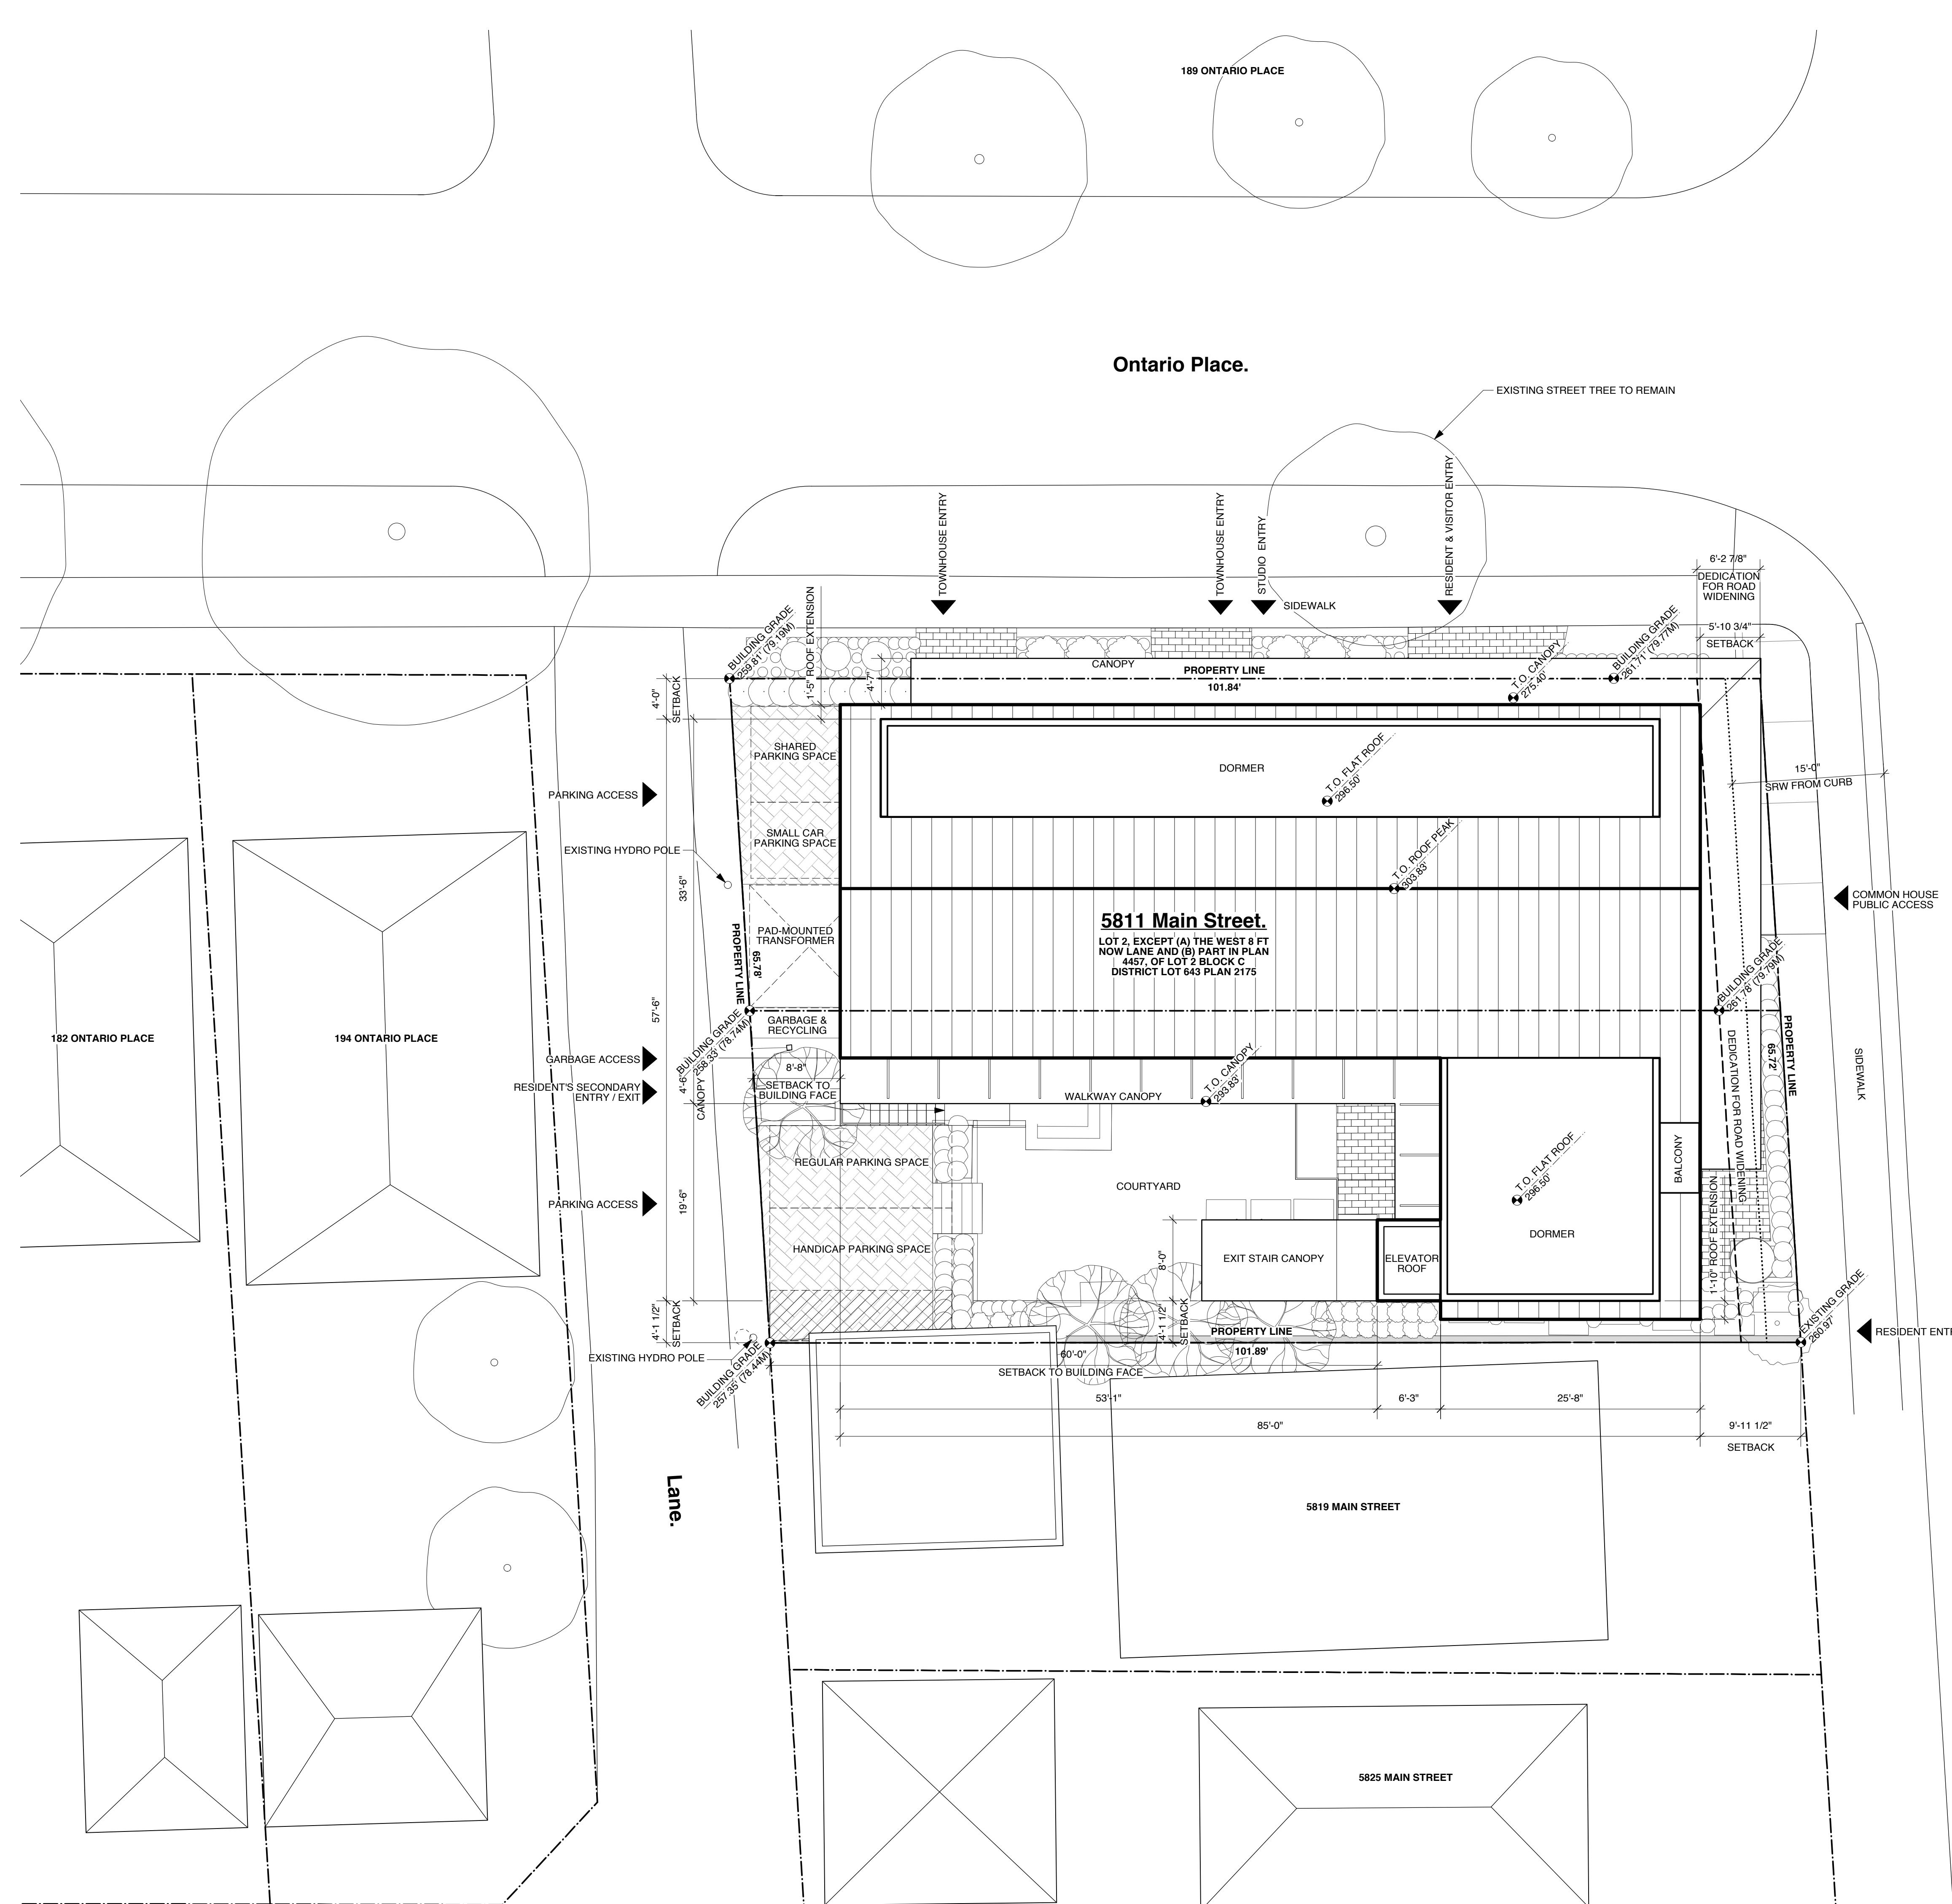 189 ONTARIO PLACE
Ontario Place.
EXISTING STREET TREE TO REMAIN
TOWNHOUSE ENTRY
TOWNHOUSE ENTRY
STUDIO ENTRY
RESIDENT & VISITOR ENTRY
SIDEWALK
6'-2 7/8"
DEDICATION
FOR ROAD
WIDENING
5'-10 3/4"
SETBACK
BUILDING GRADE
259.81' (79.19M)
1'-5" ROOF EXTENSION
4'-7"
CANOPY
PROPERTY LINE
101.84'
T.O. CANOPY
275.40'
BUILDING GRADE
261.71' (79.77M)
4'-0"
SETBACK
SHARED
PARKING SPACE
PARKING ACCESS
SMALL CAR
PARKING SPACE
EXISTING HYDRO POLE
33'-6"
DORMER
T.O. FLAT ROOF
296.50'
T.O. ROOF PEAK
303.83'
15'-0"
SRW FROM CURB
COMMON HOUSE
PUBLIC ACCESS
PROPERTY LINE
65.78'
PAD-MOUNTED
TRANSFORMER
5811 Main Street.
LOT 2, EXCEPT (A) THE WEST 8 FT
NOW LANE AND (B) PART IN PLAN
4457, OF LOT 2 BLOCK C
DISTRICT LOT 643 PLAN 2175
BUILDING GRADE
261.78' (79.79M)
57'-6"
GARBAGE &
RECYCLING
BUILDING GRADE
258.33' (78.74M)
182 ONTARIO PLACE
194 ONTARIO PLACE
GARBAGE ACCESS
RESIDENT'S SECONDARY
ENTRY / EXIT
4'-6"
CANOPY
8'-8"
SETBACK TO
BUILDING FACE
WALKWAY CANOPY
T.O. CANOPY
293.83'
DEDICATION FOR ROAD WIDENING
PROPERTY LINE
65.72'
SIDEWALK
REGULAR PARKING SPACE
PARKING ACCESS
19'-6"
COURTYARD
BALCONY
T.O. FLAT ROOF
296.50'
HANDICAP PARKING SPACE
8'-0"
EXIT STAIR CANOPY
ELEVATOR
ROOF
DORMER
1'-10" ROOF EXTENSION
4'-1 1/2"
SETBACK
4'-1 1/2"
SETBACK
EXISTING GRADE
260.97'
RESIDENT ENT
EXISTING HYDRO POLE
BUILDING GRADE
257.35' (78.44M)
PROPERTY LINE
101.89'
60'-0"
SETBACK TO BUILDING FACE
53'-1"
6'-3"
25'-8"
85'-0"
9'-11 1/2"
SETBACK
Lane.
5819 MAIN STREET
5825 MAIN STREET